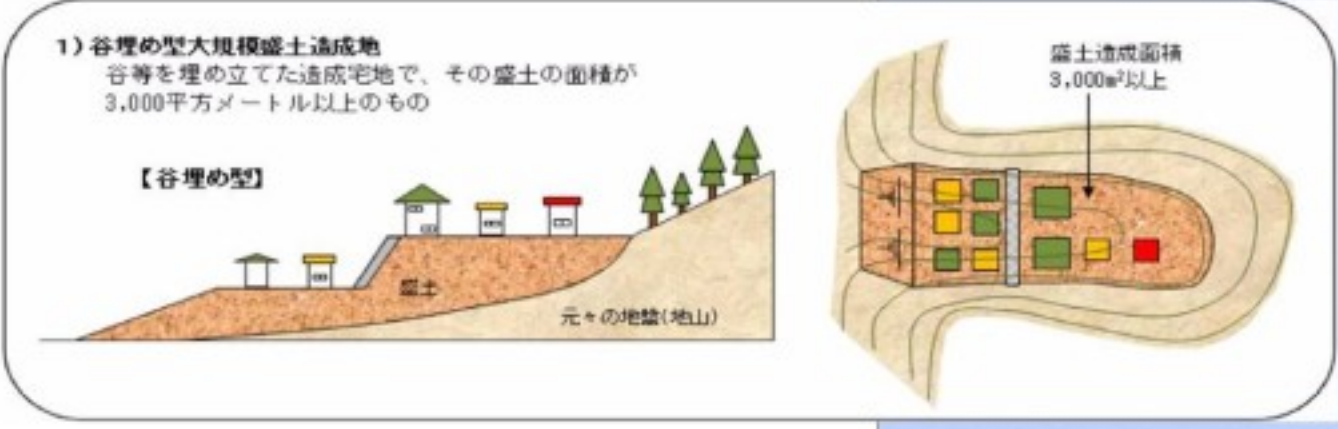 1)谷埋め型大規模盛土造成地
谷等を埋め立てた造成宅地で、その盛土の面積が
3,000平方メートル以上のもの
【谷埋め型】
盛土
元々の地盤(地山)
盛土造成面積
3,000㎡以上